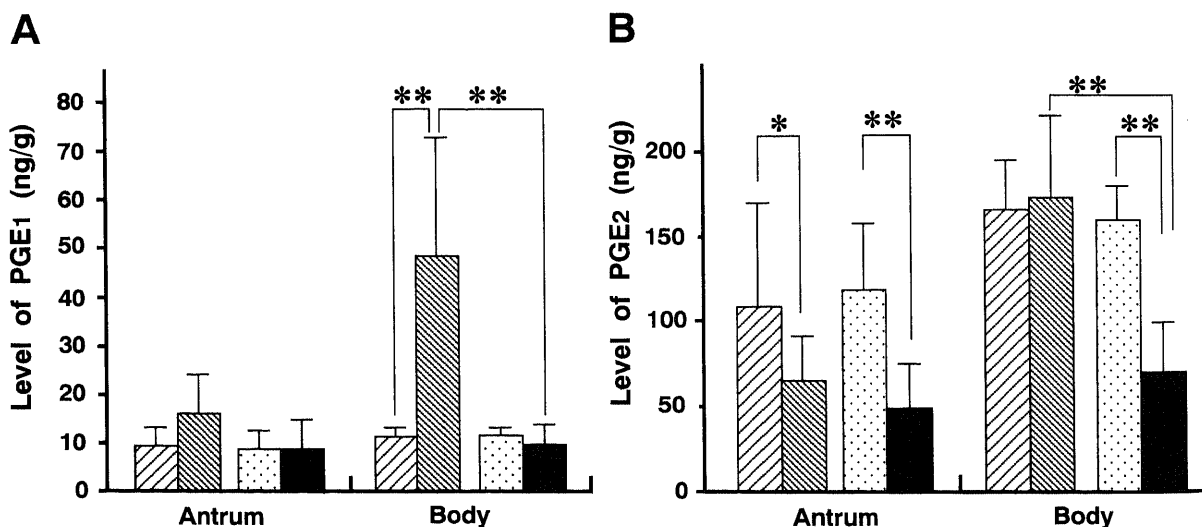 A
Level of PGE1 (ng/g)
80
70
60
50
40
30
20
10
0
** **
Antrum Body
B
Level of PGE2 (ng/g)
200
150
100
50
0
* ** ** **
Antrum Body